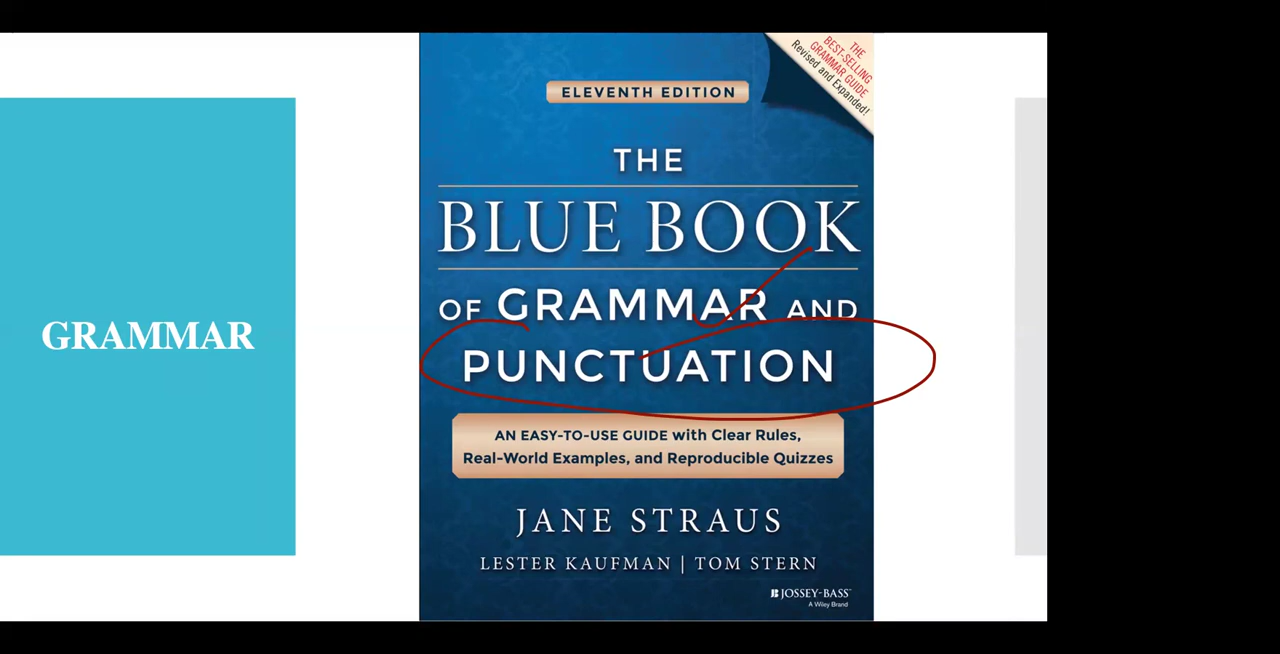 GRAMMAR
THE
BEST-SELLING
GRAMMAR GUIDE
Revised and Expanded!
ELEVENTH EDITION
THE
BLUE BOOK
OF GRAMMAR AND
PUNCTUATION
AN EASY-TO-USE GUIDE with Clear Rules,
Real-World Examples, and Reproducible Quizzes
JANE STRAUS
LESTER KAUFMAN | TOM STERN
JOSSEY-BASS™
A Wiley Brand